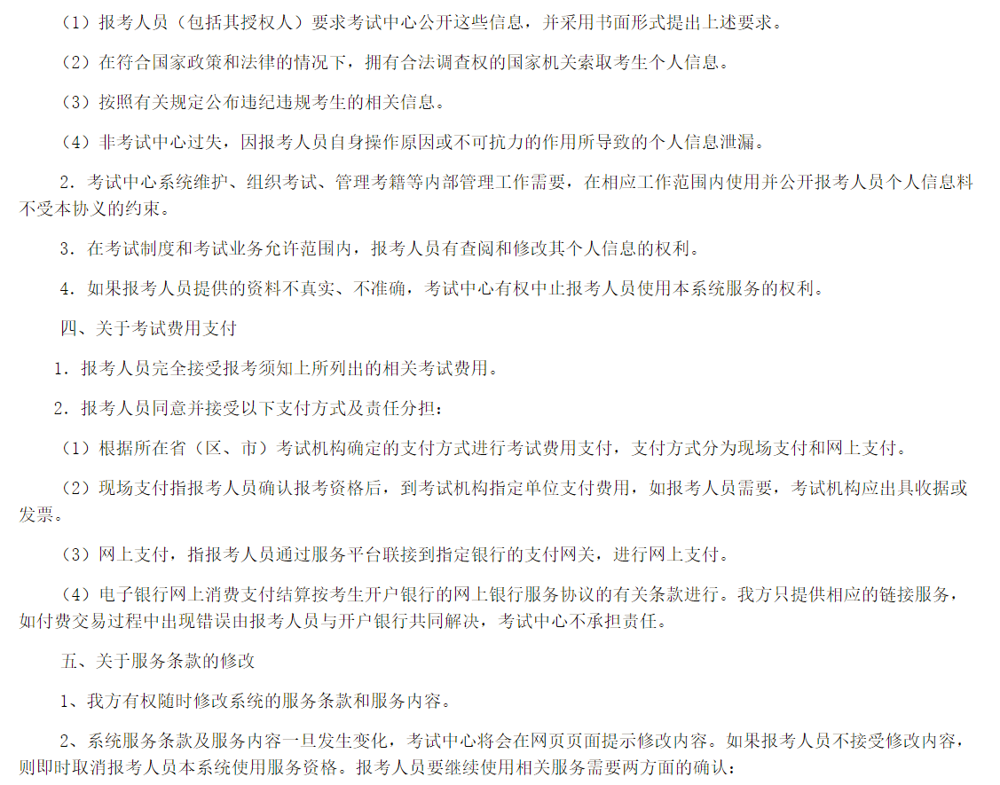 （1）报考人员（包括其授权人）要求考试中心公开这些信息，并采用书面形式提出上述要求。
（2）在符合国家政策和法律的情况下，拥有合法调查权的国家机关索取考生个人信息。
（3）按照有关规定公布违纪违规考生的相关信息。
（4）非考试中心过失，因报考人员自身操作原因或不可抗力的作用所导致的个人信息泄漏。
2．考试中心系统维护、组织考试、管理考籍等内部管理工作需要，在相应工作范围内使用并公开报考人员个人信息料
不受本协议的约束。
3．在考试制度和考试业务允许范围内，报考人员有查阅和修改其个人信息的权利。
4．如果报考人员提供的资料不真实、不准确，考试中心有权中止报考人员使用本系统服务的权利。
四、关于考试费用支付
1．报考人员完全接受报考须知上所列出的相关考试费用。
2．报考人员同意并接受以下支付方式及责任分担：
（1）根据所在省（区、市）考试机构确定的支付方式进行考试费用支付，支付方式分为现场支付和网上支付。
（2）现场支付指报考人员确认报考资格后，到考试机构指定单位支付费用，如报考人员需要，考试机构应出具收据或
发票。
（3）网上支付，指报考人员通过服务平台联接到指定银行的支付网关，进行网上支付。
（4）电子银行网上消费支付结算按考生开户银行的网上银行服务协议的有关条款进行。我方只提供相应的链接服务，
如付费交易过程中出现错误由报考人员与开户银行共同解决，考试中心不承担责任。
五、关于服务条款的修改
1、我方有权随时修改系统的服务条款和服务内容。
2、系统服务条款及服务内容一旦发生变化，考试中心将会在网页页面提示修改内容。如果报考人员不接受修改内容，
则即时取消报考人员本系统使用服务资格。报考人员要继续使用相关服务需要两方面的确认：